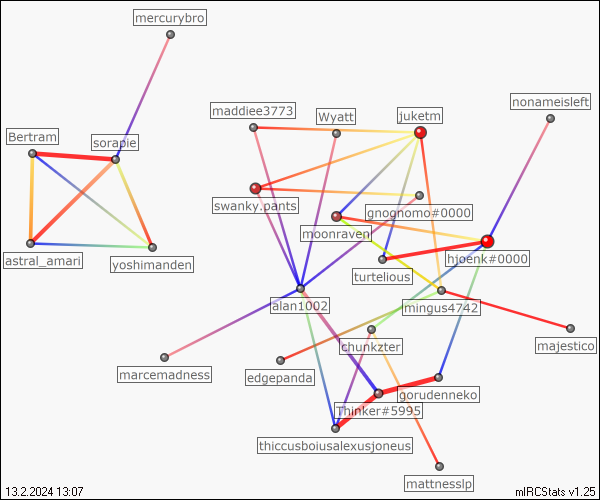 mercurybro
maddiee3773
Wyatt
juketm
nonameisleft
Bertram
sorapie
swanky.pants
gnognomo#0000
moonraven
astral_amari
yoshimanden
turtelious
hjoenk#0000
alan1002
mingus4742
chunkzter
majestico
marcemadness
edgepanda
gorudenneko
Thinker#5995
thiccusboiusalexusjoneus
mattnesslp
13.2.2024 13:07
mIRCStats v1.25